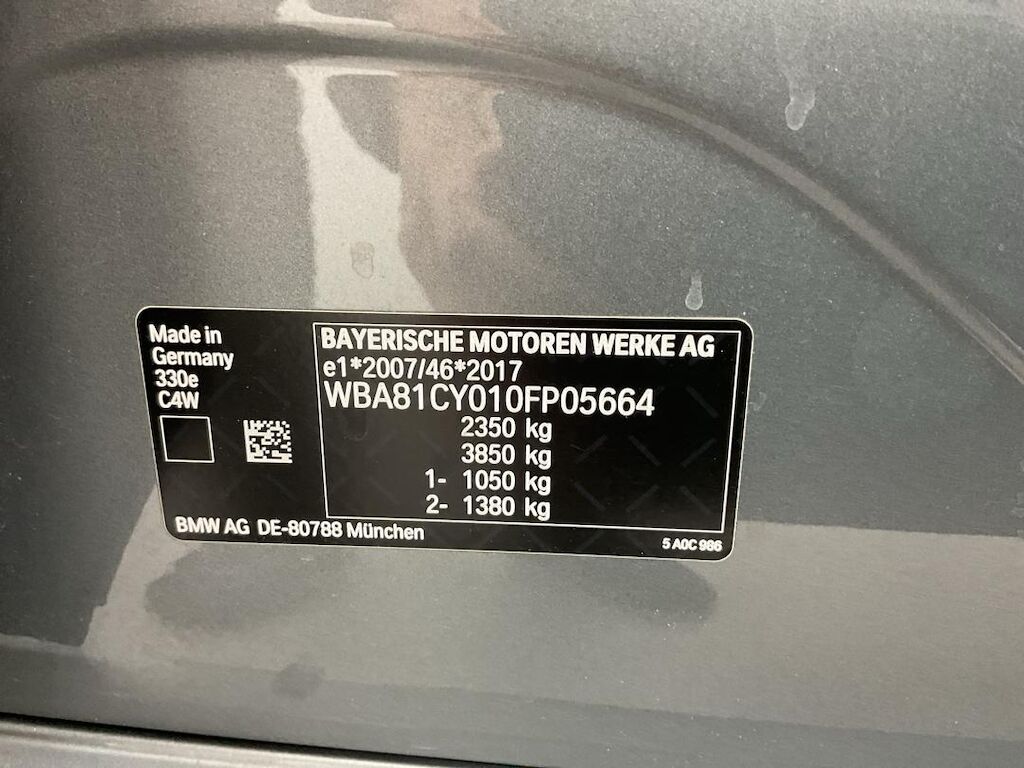 Made in
Germany
330e
C4W
BAYERISCHE MOTOREN WERKE AG
e1*2007/46*2017
WBA81CY010FP05664
2350 kg
3850 kg
1- 1050 kg
2- 1380 kg
BMW AG DE-80788 München
5 A0C 986